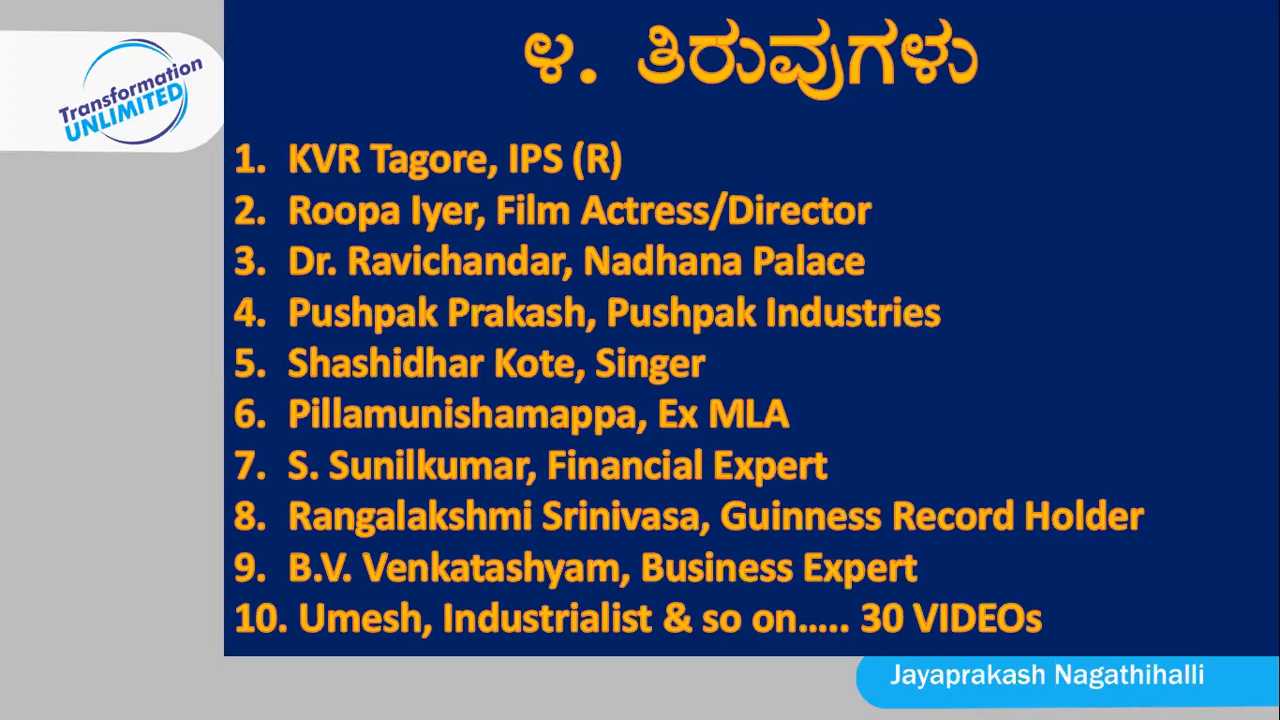 Transformation
UNLIMITED
೪. ತಿರುವುಗಳು
1. KVR Tagore, IPS (R)
2. Roopa Iyer, Film Actress/Director
3. Dr. Ravichandar, Nadhana Palace
4. Pushpak Prakash, Pushpak Industries
5. Shashidhar Kote, Singer
6. Pillamunishamappa, Ex MLA
7. S. Sunilkumar, Financial Expert
8. Rangalakshmi Srinivasa, Guinness Record Holder
9. B.V. Venkatashyam, Business Expert
10. Umesh, Industrialist & so on..... 30 VIDEOs
Jayaprakash Nagathihalli